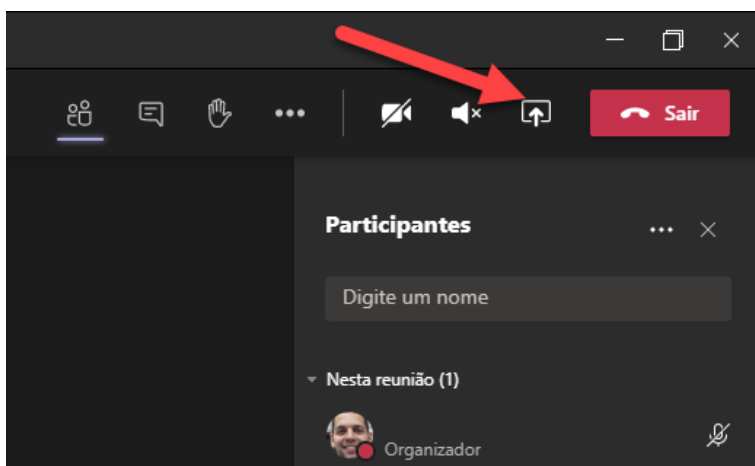 Sair
Participantes
Digite um nome
Nesta reunião (1)
Organizador